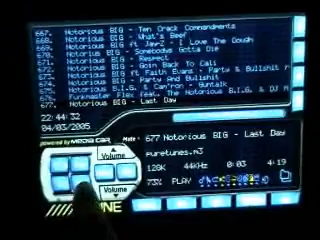 667. Notorious BIG - Ten Crack Commandments
668. Notorious BIG - What's Beef
669. Notorious BIG ft Jay-Z - I Love The Dough
670. Notorious BIG - Somebodys Gotta Die
671. Notorious BIG - Respect
672. Notorious BIG - Goin Back To Cali
673. Notorious BIG ft Faith Evans - Party & Bullshit
674. Notorious BIG - Party And Bullshit
675. Notorious B.I.G. & Cam'ron - Guntalk
676. Funkmaster Flex feat. The Notorious B.I.G. & DJ
677. Notorious BIG - Last Day
22:44:32
04/03/2005
powered by MEDIA CAR
Mute
677 Notorious BIG - Last Day
Volume
puretunes.m3
128K 44KHz 0:03 4:19
73% PLAY
Volume